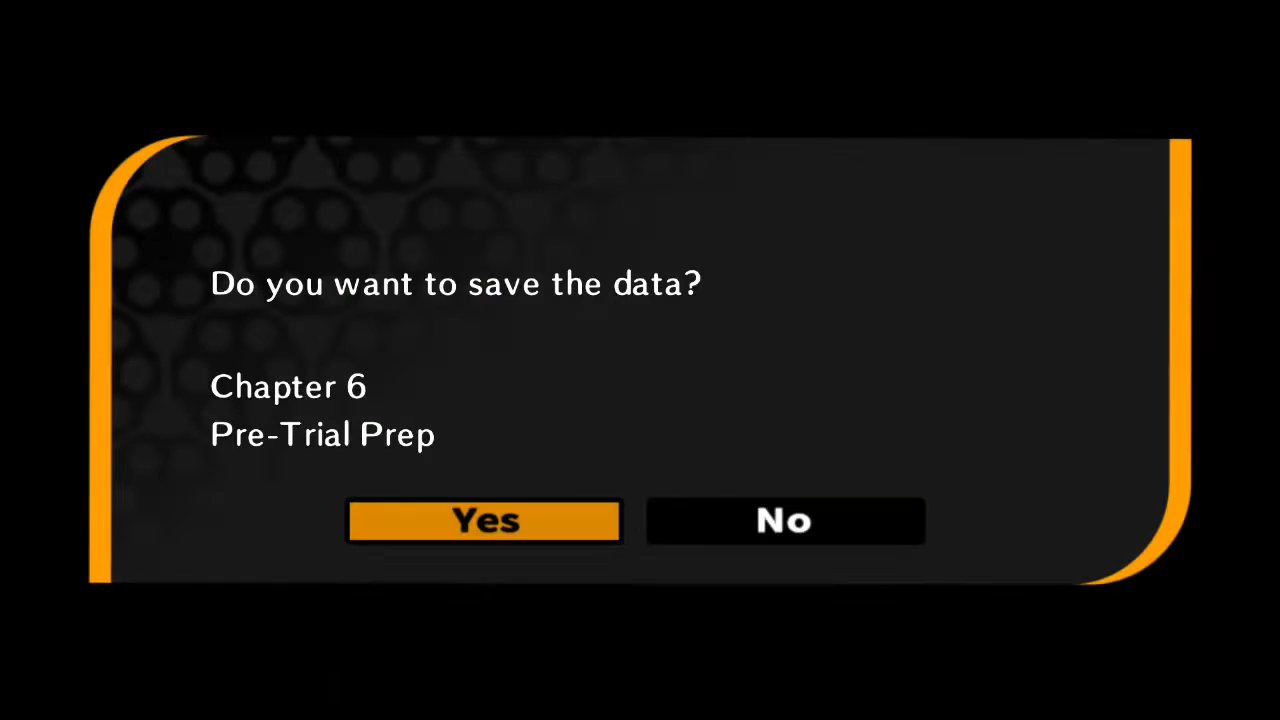 Do you want to save the data?
Chapter 6
Pre-Trial Prep
Yes
No